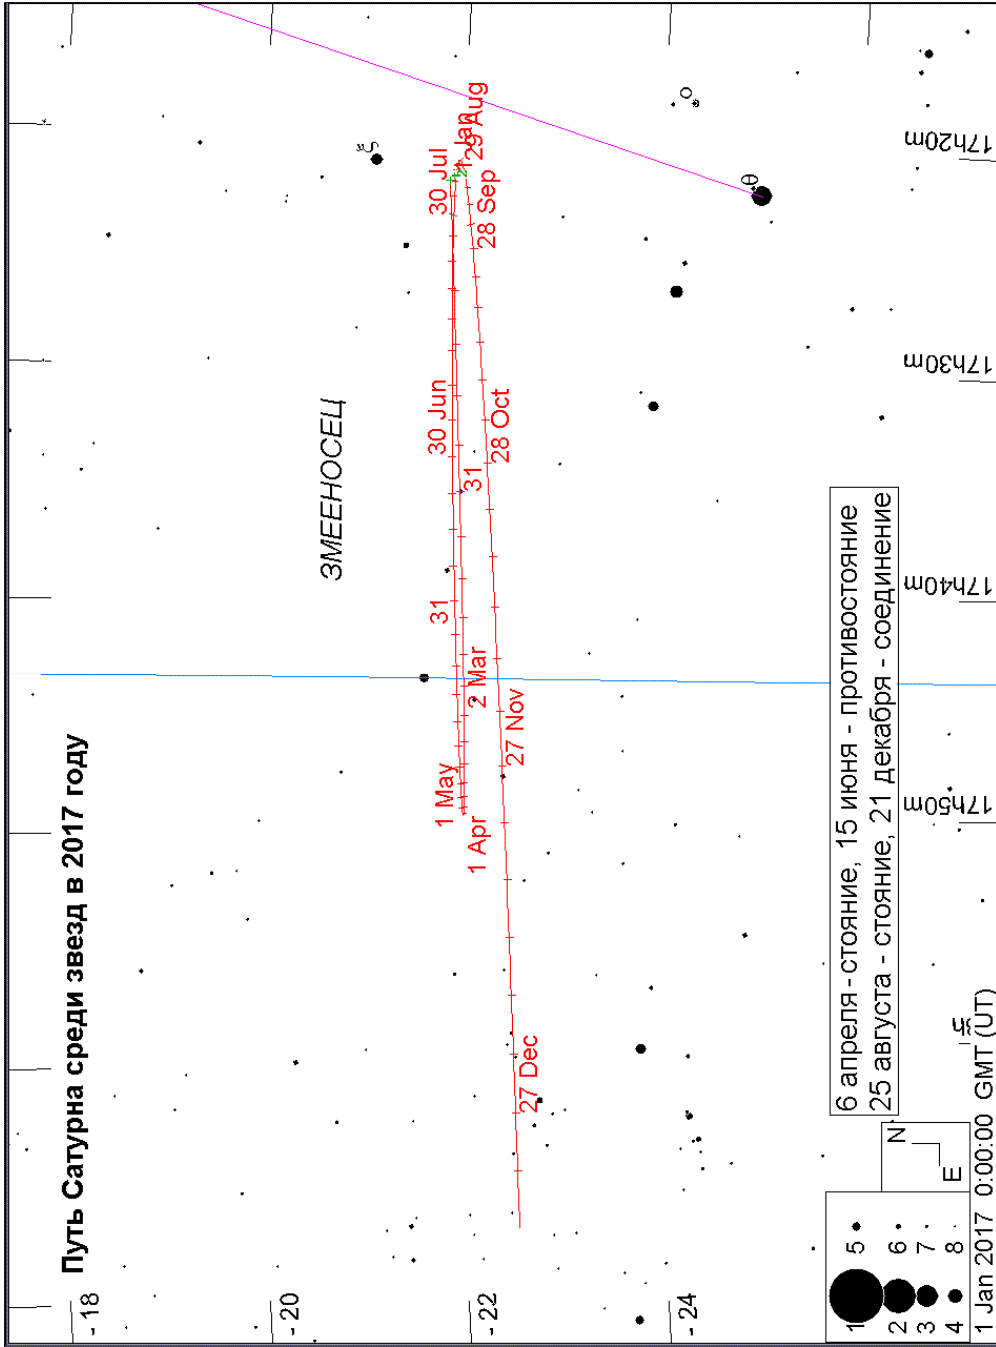 Путь Сатурна среди звезд в 2017 году
- 18
- 20
ЗМЕЕНОСЕЦ
ξ
1 May
31
30 Jun
30 Jul
Jan
29 Aug
- 22
1 Apr
2 Mar
31
28 Sep
27 Dec
27 Nov
28 Oct
- 24
ο
θ
6 апреля - стояние, 15 июня - противостояние
25 августа - стояние, 21 декабря - соединение
17h50m
17h40m
17h30m
17h20m
1
2
3
4
5
6
7
8
N
E
1 Jan 2017 0:00:00 GMT (UT)